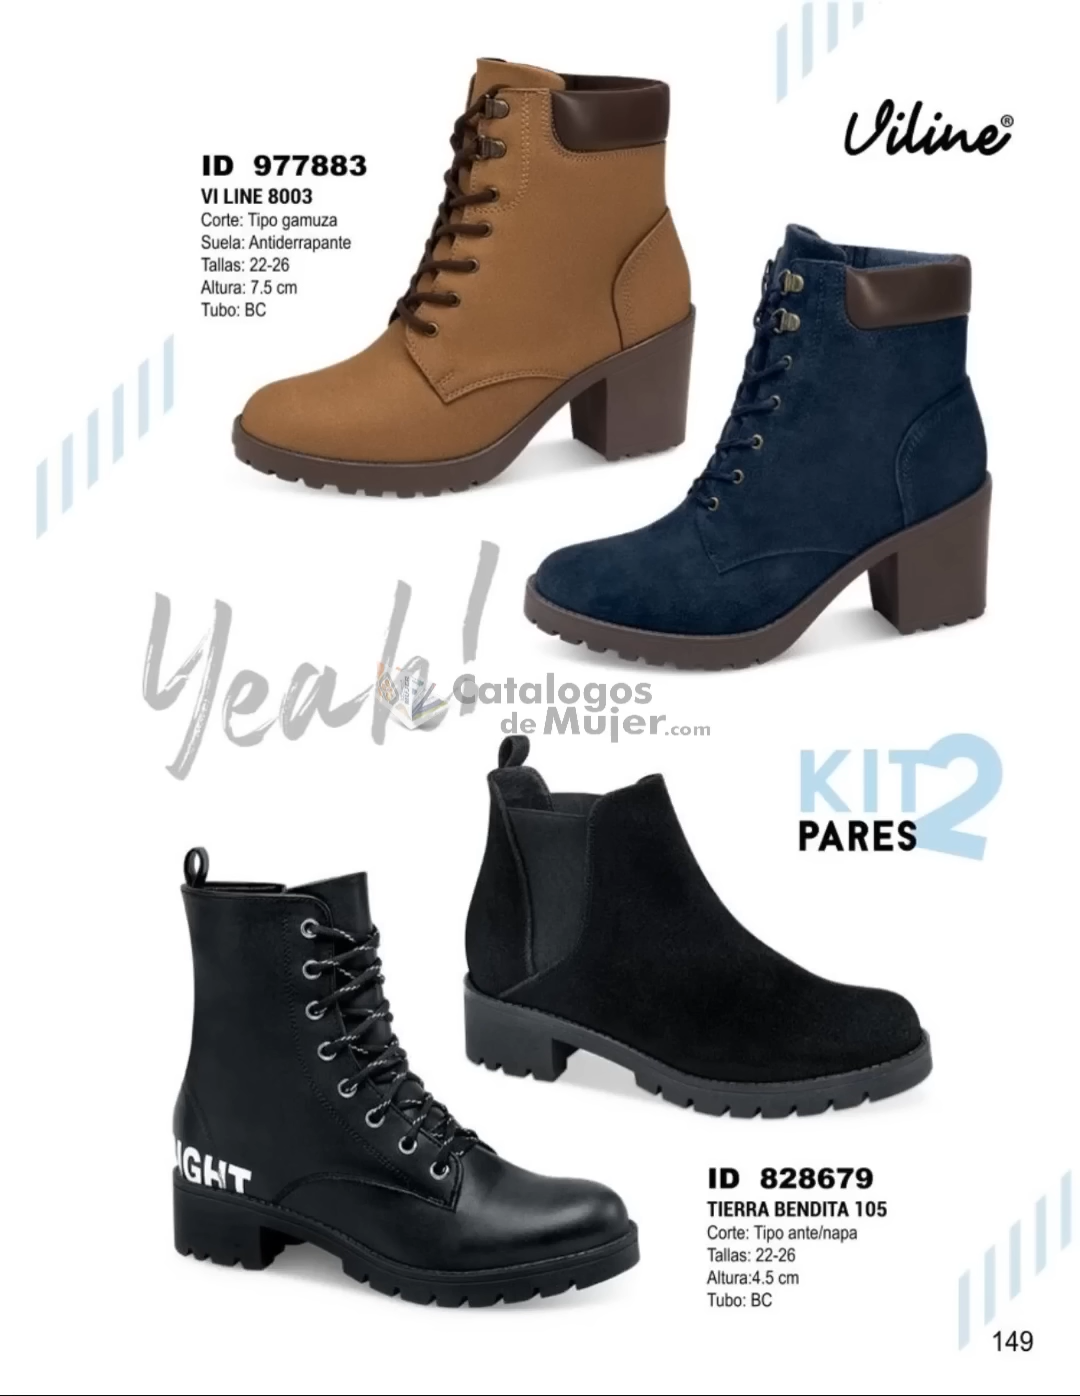 Viline®
ID 977883
VI LINE 8003
Corte: Tipo gamuza
Suela: Antiderrapante
Tallas: 22-26
Altura: 7.5 cm
Tubo: BC
Yeah!
Catalogos
de Mujer.com
KIT 2
PARES
IGHT
ID 828679
TIERRA BENDITA 105
Corte: Tipo ante/napa
Tallas: 22-26
Altura:4.5 cm
Tubo: BC
149